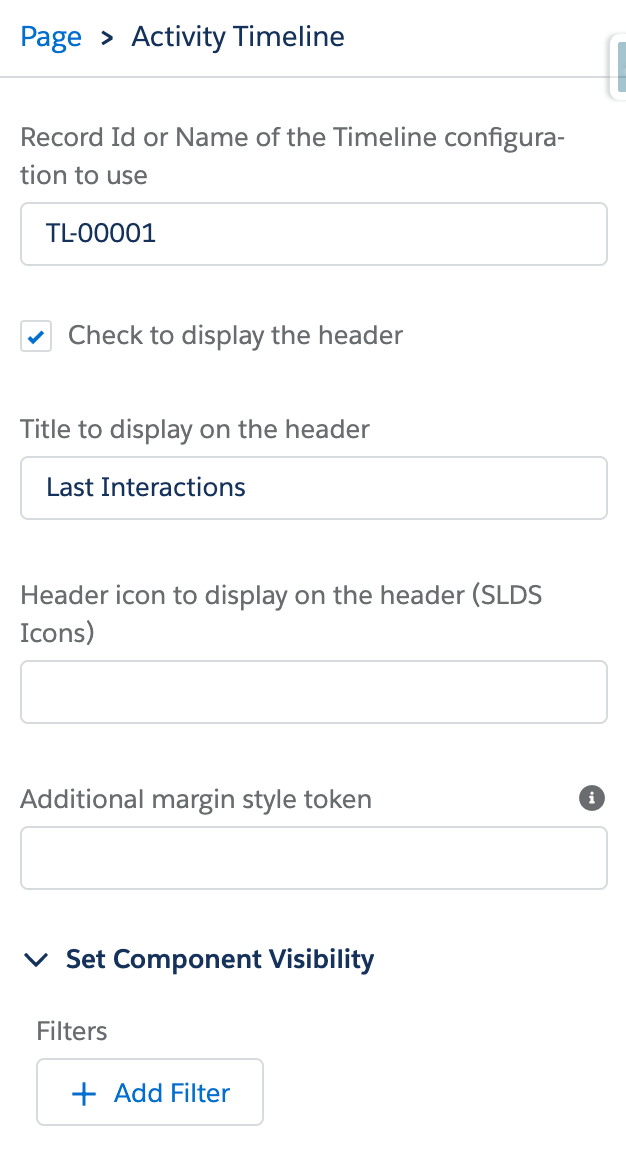 Page > Activity Timeline
Record Id or Name of the Timeline configura-
tion to use
TL-00001
Check to display the header
Title to display on the header
Last Interactions
Header icon to display on the header (SLDS
Icons)
Additional margin style token
Set Component Visibility
Filters
+ Add Filter